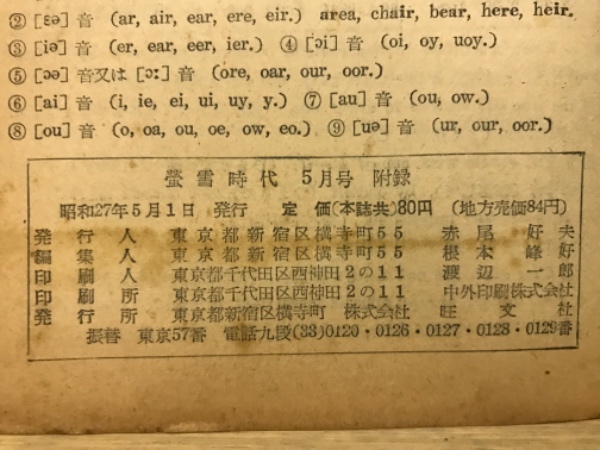 ② [ɛə] 音 (ar, air, ear, ere, eir.) area, chair, bear, here, heir.
③ [iə] 音 (er, ear, eer, ier.) ④ [ɔi] 音 (oi, oy, uoy.)
⑤ [ɔə] 音又は [ɔː] 音 (ore, oar, our, oor.)
⑥ [ai] 音 (i, ie, ei, ui, uy, y.) ⑦ [au] 音 (ou, ow.)
⑧ [ou] 音 (o, oa, ou, oe, ow, eo.) ⑨ [uə] 音 (ur, our, oor.)
螢雪時代 5月号 附録
昭和27年5月1日 発行 定価(本誌共)80円 (地方売価84円)
発行人 東京都新宿区横寺町55 赤尾好夫
編集人 東京都新宿区横寺町55 根本峰好
印刷人 東京都千代田区西神田2の11 渡辺一郎
印刷所 東京都千代田区西神田2の11 中外印刷株式会社
発行所 東京都新宿区横寺町 株式会社 旺文社
振替 東京57番 電話九段(33)0120・0126・0127・0128・0129番